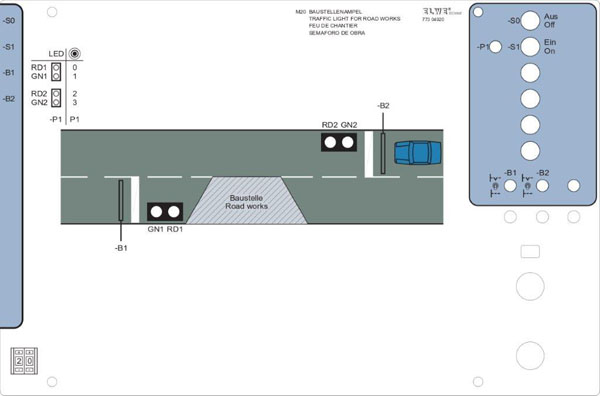 M20 BAUSTELLENAMPEL
TRAFFIC LIGHT FOR ROAD WORKS
FEU DE CHANTIER
SEMAFORO DE OBRA
773 04920
-S0
-S1
-B1
-B2
LED
RD1 0
GN1 1
RD2 2
GN2 3
-P1 P1
-S0 Aus
Off
-P1 -S1 Ein
On
-B1 -B2
-B2
RD2 GN2
Baustelle
Road works
GN1 RD1
-B1
2 0